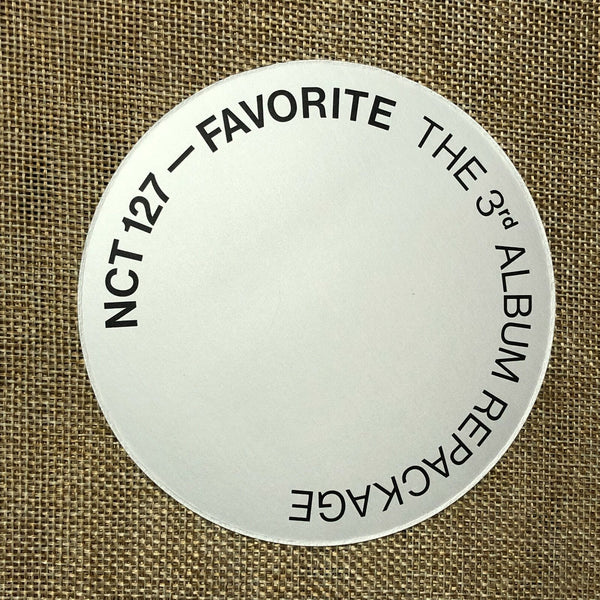 NCT 127 — FAVORITE THE 3rd ALBUM REPACKAGE